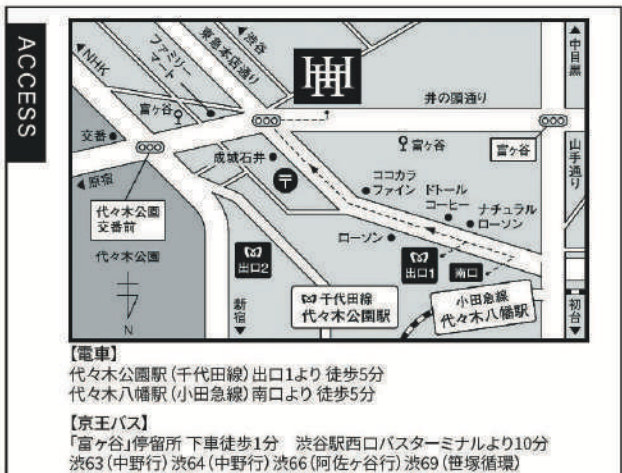 ACCESS
◀NHK
ファミリーマート
東急本店通り
▲渋谷
HH
▲中目黒
井の頭通り
富ヶ谷
交番
◀原宿
代々木公園
交番前
成城石井
〒
富ヶ谷
富ヶ谷
山手通り
ココカラ
ファイン
ドトール
コーヒー
ナチュラル
ローソン
ローソン
代々木公園
N
出口2
新宿▼
千代田線
代々木公園駅
出口1
南口
小田急線
代々木八幡駅
初台▼
【電車】
代々木公園駅(千代田線)出口1より 徒歩5分
代々木八幡駅(小田急線)南口より 徒歩5分
【京王バス】
「富ヶ谷」停留所 下車徒歩1分 渋谷駅西口バスターミナルより10分
渋63(中野行)渋64(中野行)渋66(阿佐ヶ谷行)渋69(笹塚循環)